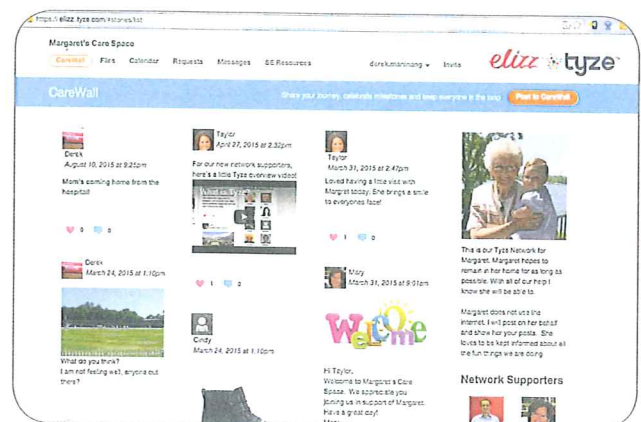 https://elizz.tyze.com/#stories/list
Margaret's Care Space
CareWall Files Calendar Requests Messages SE Resources derekmanning Invite
elizz tyze
CareWall
Share your journey, celebrate milestones and keep everyone in the loop
Post to CareWall
Derek
August 10, 2015 at 9:25pm
Mom's coming home from the
hospital!
0 0
Derek
March 24, 2015 at 1:10pm
What do you think?
I am not feeling well, anyone out
there?
Taylor
April 27, 2015 at 2:32pm
For our new network supporters,
here's a little Tyze overview video!
1 0
Cindy
March 24, 2015 at 1:10pm
Taylor
March 31, 2015 at 2:47pm
Loved having a little visit with
Margret today. She brings a smile
to everyones face!
1 0
Mary
March 31, 2015 at 9:01am
Welcome
Hi Taylor,
Welcome to Margaret's Care
Space. We appreciate you
joining us in support of Margaret.
Have a great day!
Mary
This is our Tyze Network for
Margaret. Margaret hopes to
remain in her home for as long as
possible. With all of our help I
know she will be able to.
Margaret does not use the
internet. I will post on her behalf
and show her your posts. She
loves to be kept informed about all
the fun things we are doing
Network Supporters